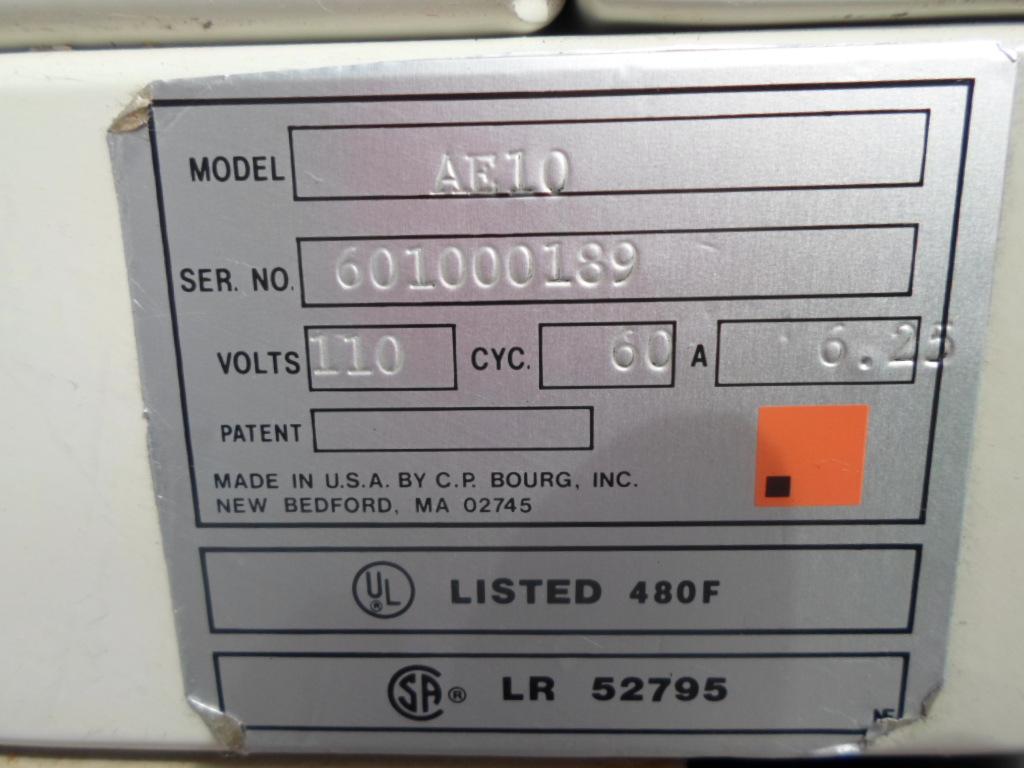 MODEL AE10
SER. NO. 601000189
VOLTS 110 CYC. 60 A 6.25
PATENT
MADE IN U.S.A. BY C.P. BOURG, INC.
NEW BEDFORD, MA 02745
UL ® LISTED 480F
SA ® LR 52795